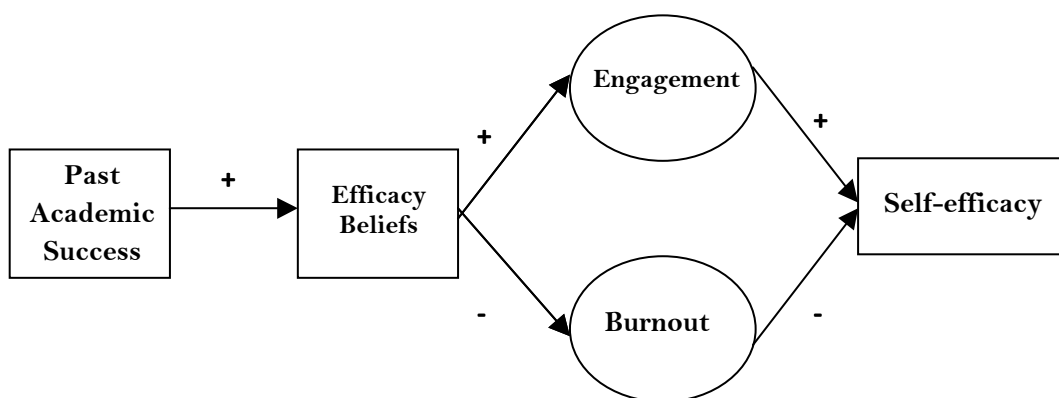 Past
Academic
Success
+
Efficacy
Beliefs
+
-
Engagement
Burnout
+
-
Self-efficacy